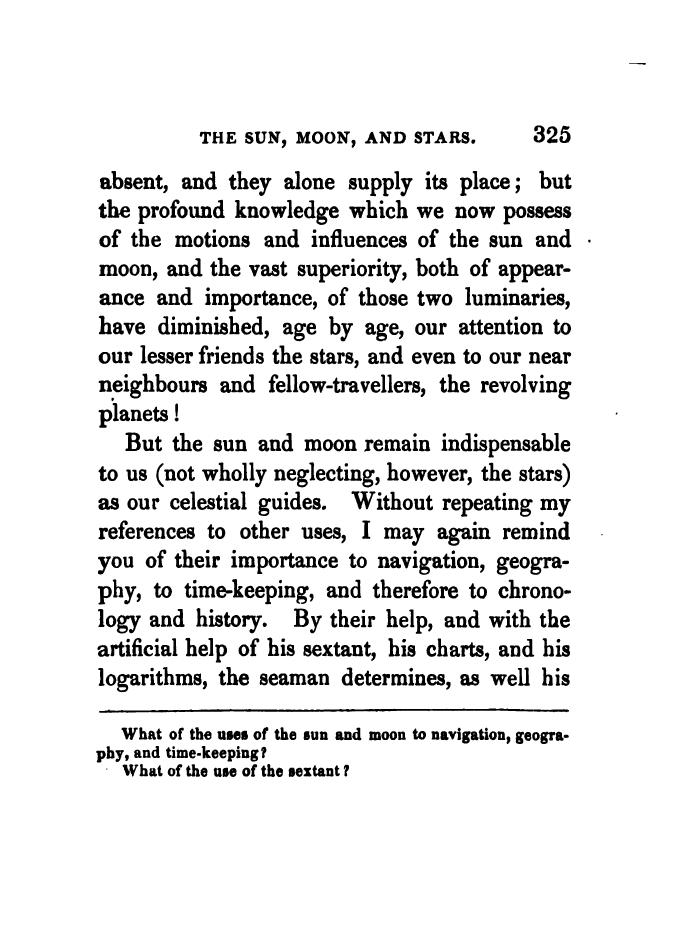 THE SUN, MOON, AND STARS. 325
absent, and they alone supply its place; but
the profound knowledge which we now possess
of the motions and influences of the sun and
moon, and the vast superiority, both of appear-
ance and importance, of those two luminaries,
have diminished, age by age, our attention to
our lesser friends the stars, and even to our near
neighbours and fellow-travellers, the revolving
planets!
But the sun and moon remain indispensable
to us (not wholly neglecting, however, the stars)
as our celestial guides. Without repeating my
references to other uses, I may again remind
you of their importance to navigation, geogra-
phy, to time-keeping, and therefore to chrono-
logy and history. By their help, and with the
artificial help of his sextant, his charts, and his
logarithms, the seaman determines, as well his
What of the uses of the sun and moon to navigation, geogra-
phy, and time-keeping?
What of the use of the sextant?